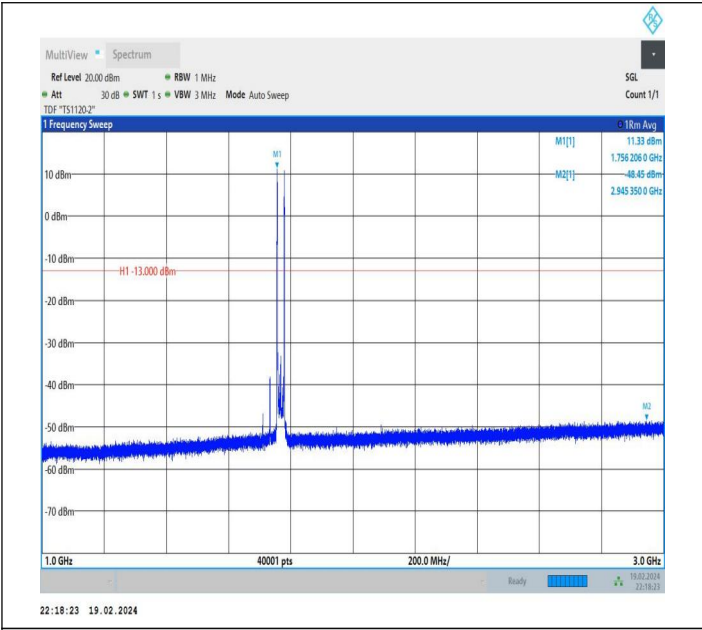 MultiView Spectrum
Ref Level 20.00 dBm RBW 1 MHz SGL
Att 30 dB SWT 1 s VBW 3 MHz Mode Auto Sweep Count 1/1
TDF "TS1120-2"
1 Frequency Sweep 1Rm Avg
M1[1] 11.33 dBm
1.756 206 0 GHz
M2[1] -48.45 dBm
2.945 350 0 GHz
M1
10 dBm
0 dBm
-10 dBm
H1 -13.000 dBm
-20 dBm
-30 dBm
-40 dBm
M2
-50 dBm
-60 dBm
-70 dBm
1.0 GHz 40001 pts 200.0 MHz/ 3.0 GHz
Ready 19.02.2024
22:18:23
22:18:23 19.02.2024